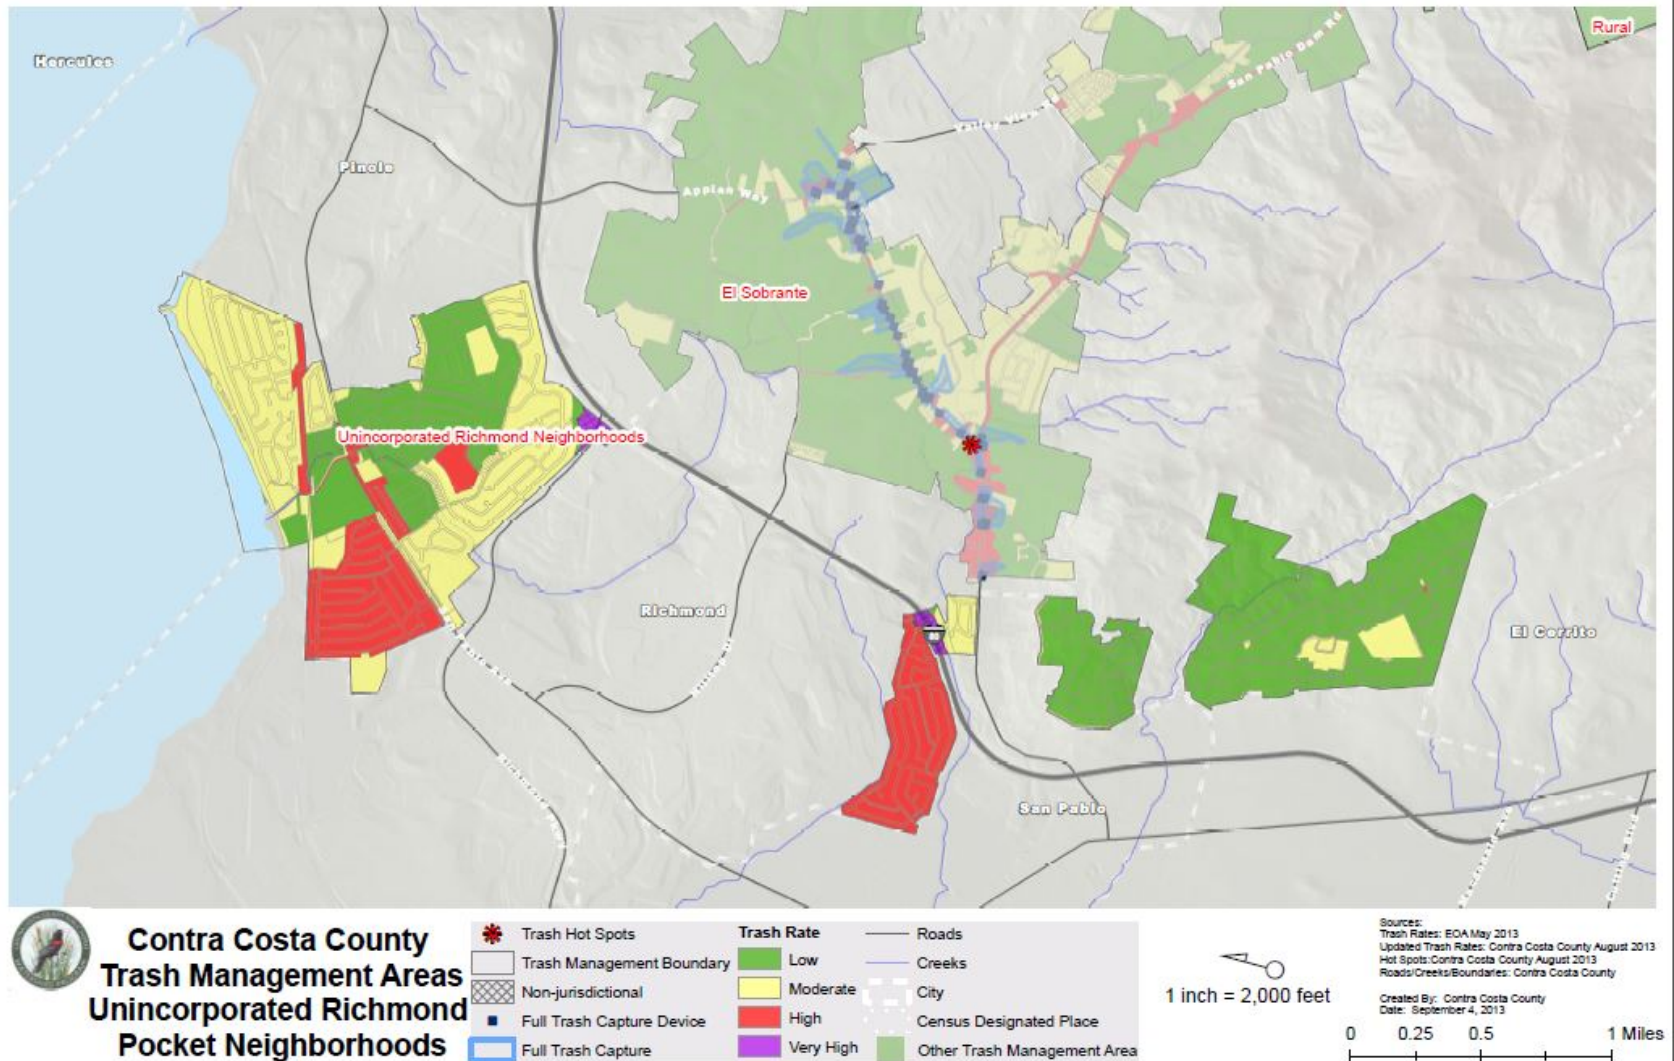 Rural
Hercules
San Pablo Dam Rd
Valley View Rd
Pinole
Appian Way
El Sobrante
Unincorporated Richmond Neighborhoods
Richmond
El Cerrito
80
San Pablo
Contra Costa County
Trash Management Areas
Unincorporated Richmond
Pocket Neighborhoods
Trash Hot Spots
Trash Management Boundary
Non-jurisdictional
Full Trash Capture Device
Full Trash Capture
Trash Rate
Low
Moderate
High
Very High
Roads
Creeks
City
Census Designated Place
Other Trash Management Area
1 inch = 2,000 feet
Sources:
Trash Rates: EOA May 2013
Updated Trash Rates: Contra Costa County August 2013
Hot Spots:Contra Costa County August 2013
Roads/Creeks/Boundaries: Contra Costa County
Created By: Contra Costa County
Date: September 4, 2013
0 0.25 0.5 1 Miles